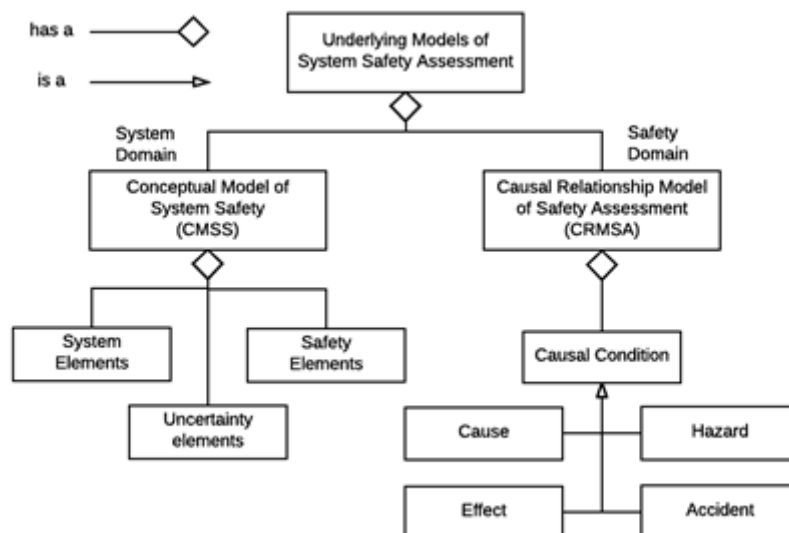 has a
is a
Underlying Models of
System Safety Assessment
System
Domain
Safety
Domain
Conceptual Model of
System Safety
(CMSS)
Causal Relationship Model
of Safety Assessment
(CRMSA)
System
Elements
Safety
Elements
Uncertainty
elements
Causal Condition
Cause
Hazard
Effect
Accident